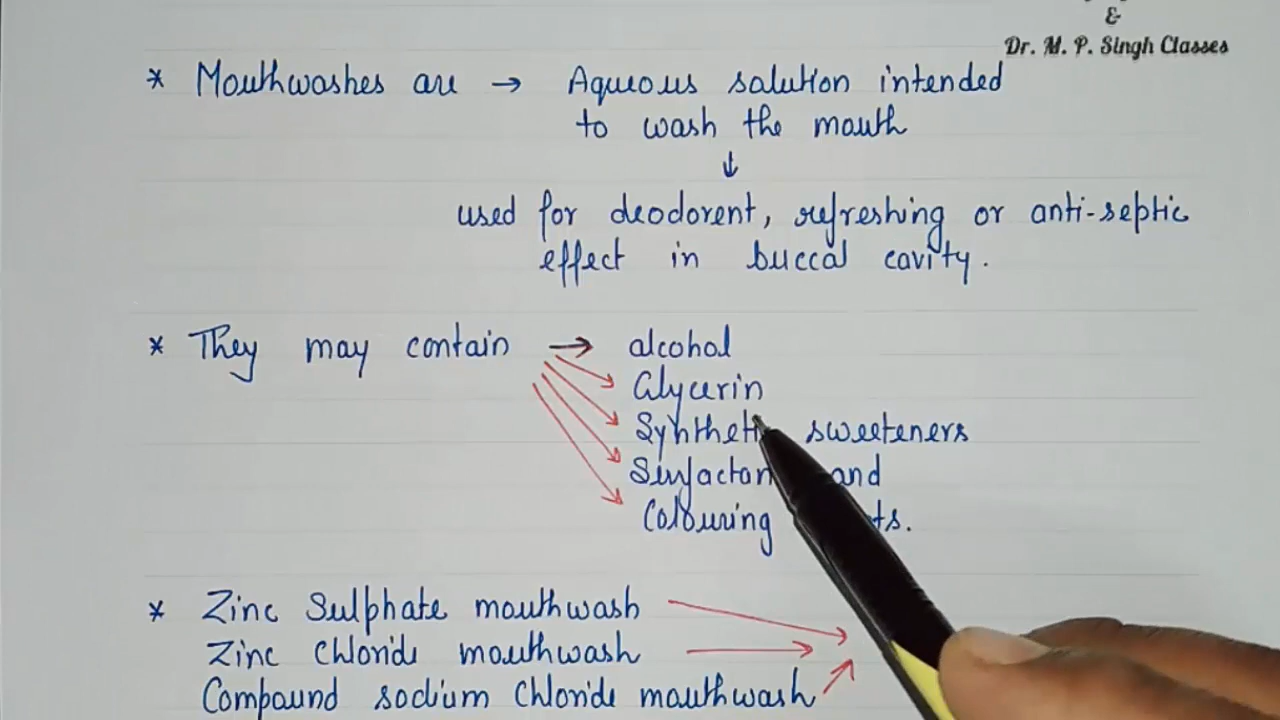 &
Dr. M. P. Singh Classes
* Mouthwashes are → Aqueous solution intended
to wash the mouth
↓
used for deodorent, refreshing or anti-septic
effect in buccal cavity.
* They may contain → alcohol
Glycerin
sweeteners
and
Colouring
* Zinc Sulphate mouthwash
Zinc Chloride mouthwash
Compound sodium Chloride mouthwash